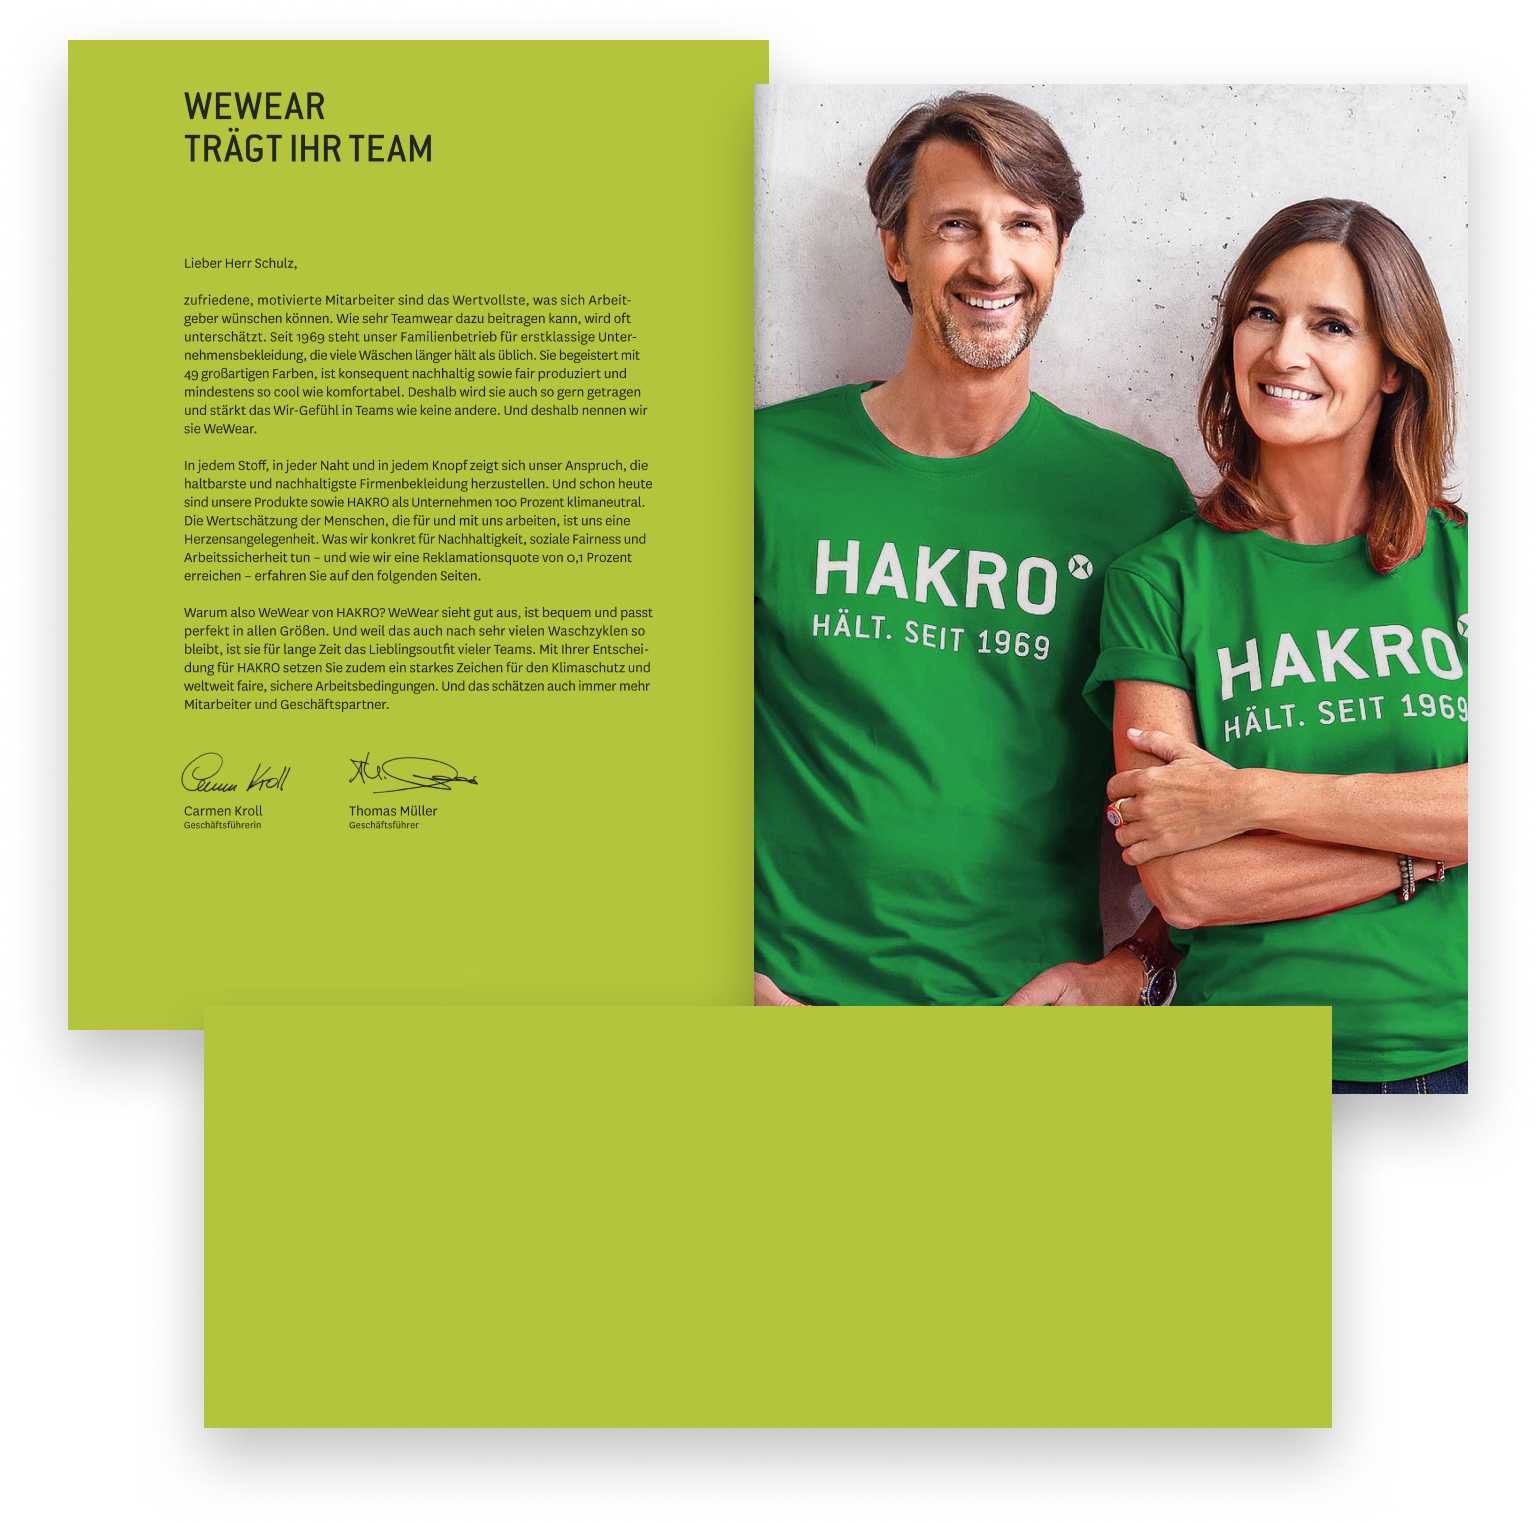 WEWEAR
TRÄGT IHR TEAM
Lieber Herr Schulz,
zufriedene, motivierte Mitarbeiter sind das Wertvollste, was sich Arbeit-
geber wünschen können. Wie sehr Teamwear dazu beitragen kann, wird oft
unterschätzt. Seit 1969 steht unser Familienbetrieb für erstklassige Unter-
nehmensbekleidung, die viele Wäschen länger hält als üblich. Sie begeistert mit
49 großartigen Farben, ist konsequent nachhaltig sowie fair produziert und
mindestens so cool wie komfortabel. Deshalb wird sie auch so gern getragen
und stärkt das Wir-Gefühl in Teams wie keine andere. Und deshalb nennen wir
sie WeWear.
In jedem Stoff, in jeder Naht und in jedem Knopf zeigt sich unser Anspruch, die
haltbarste und nachhaltigste Firmenbekleidung herzustellen. Und schon heute
sind unsere Produkte sowie HAKRO als Unternehmen 100 Prozent klimaneutral.
Die Wertschätzung der Menschen, die für und mit uns arbeiten, ist uns eine
Herzensangelegenheit. Was wir konkret für Nachhaltigkeit, soziale Fairness und
Arbeitssicherheit tun – und wie wir eine Reklamationsquote von 0,1 Prozent
erreichen – erfahren Sie auf den folgenden Seiten.
Warum also WeWear von HAKRO? WeWear sieht gut aus, ist bequem und passt
perfekt in allen Größen. Und weil das auch nach sehr vielen Waschzyklen so
bleibt, ist sie für lange Zeit das Lieblingsoutfit vieler Teams. Mit Ihrer Entschei-
dung für HAKRO setzen Sie zudem ein starkes Zeichen für den Klimaschutz und
weltweit faire, sichere Arbeitsbedingungen. Und das schätzen auch immer mehr
Mitarbeiter und Geschäftspartner.
Carmen Kroll
Carmen Kroll
Geschäftsführerin
Thomas Müller
Geschäftsführer
HAKRO
HÄLT. SEIT 1969
HAKRO
HÄLT. SEIT 1969